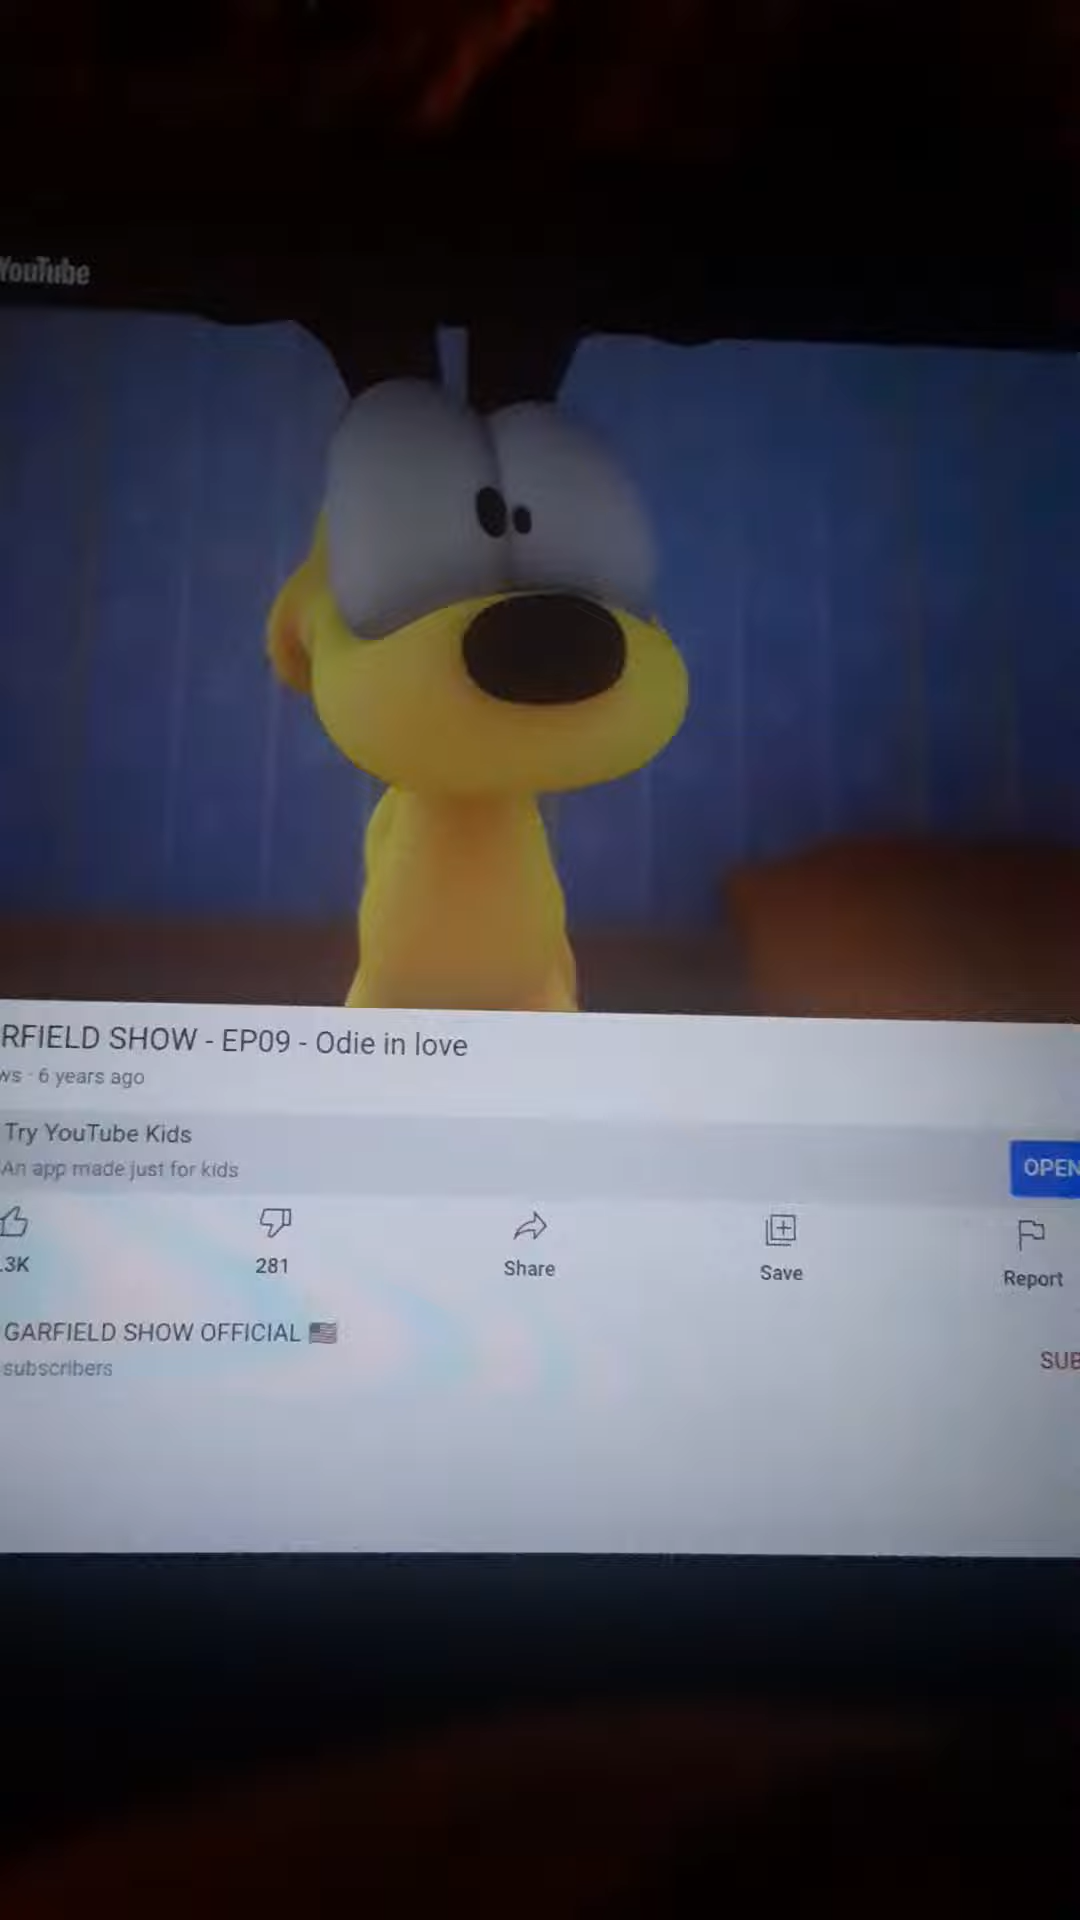 YouTube
RFIELD SHOW - EP09 - Odie in love
ws · 6 years ago
Try YouTube Kids
An app made just for kids
OPEN
.3K
281
Share
Save
Report
GARFIELD SHOW OFFICIAL 🇺🇸
subscribers
SUB